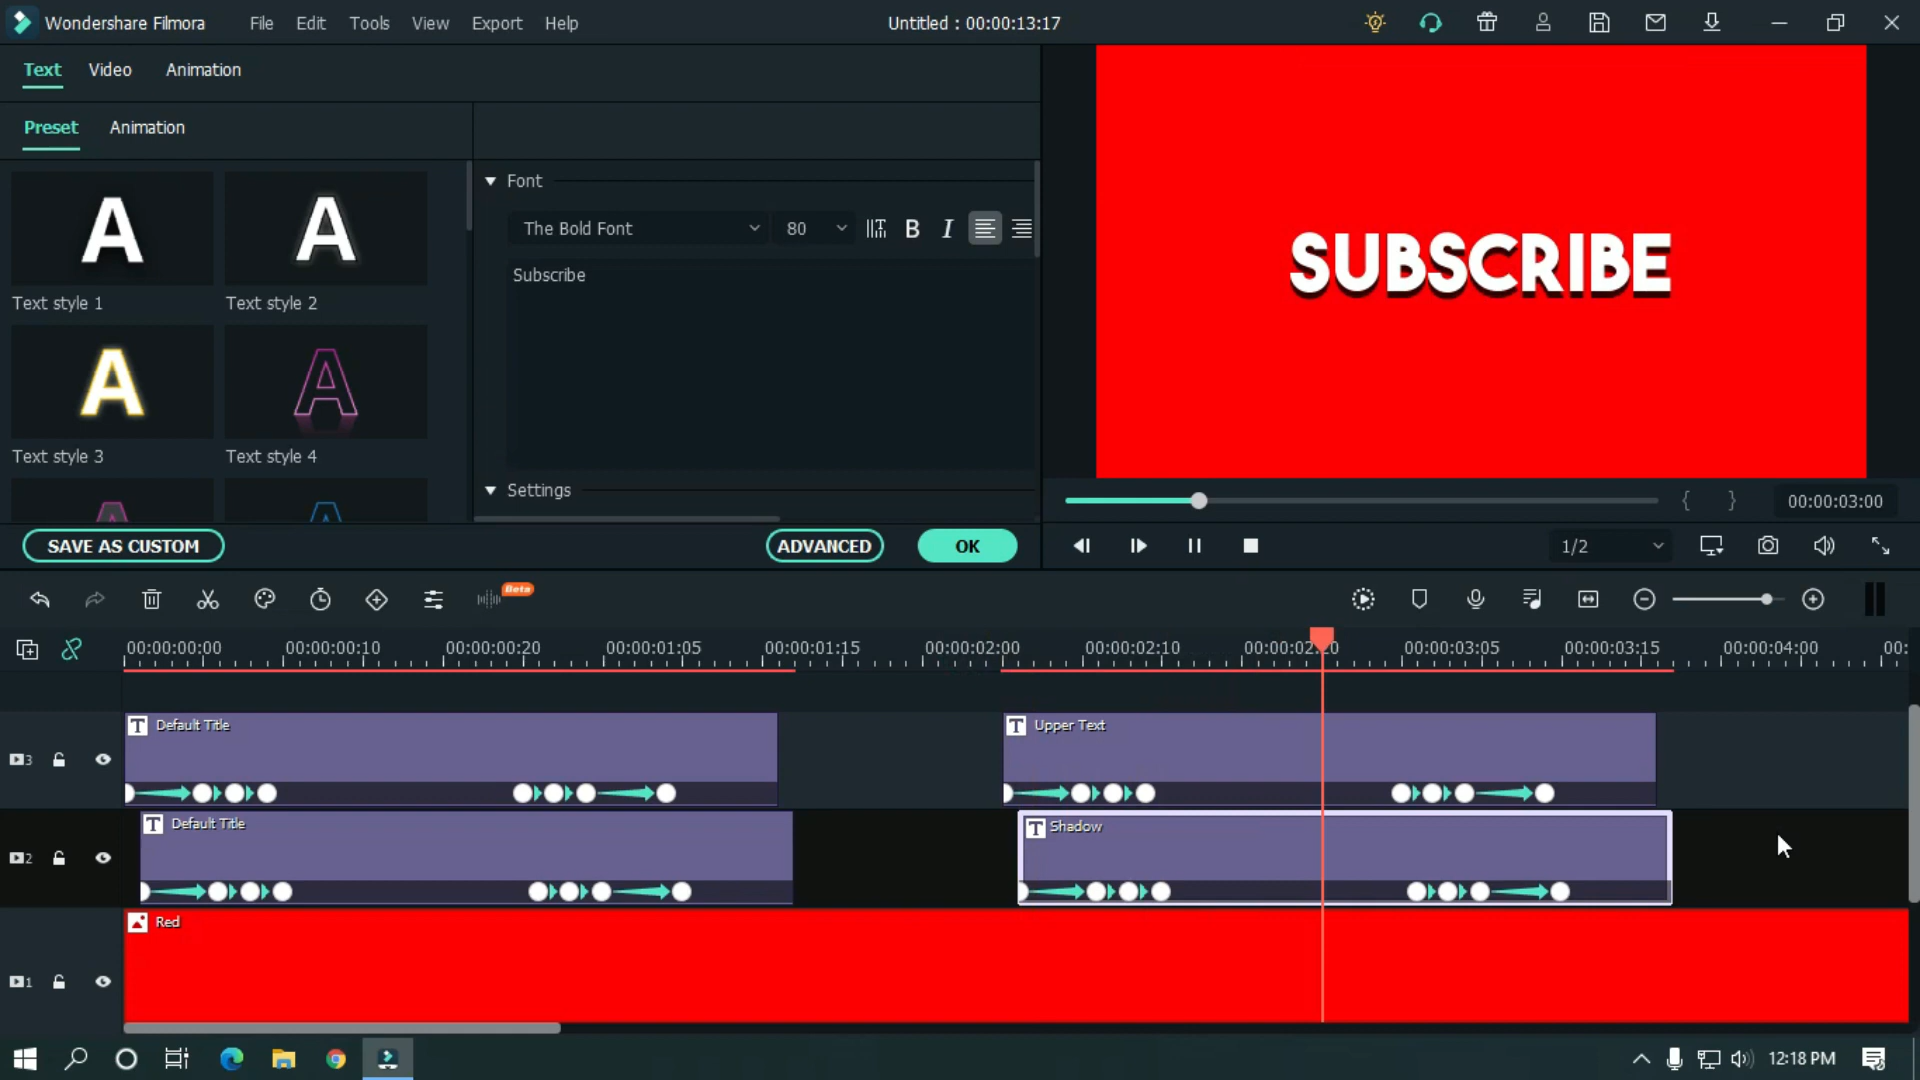 Wondershare Filmora File Edit Tools View Export Help Untitled : 00:00:13:17
Text Video Animation
Preset Animation
Font
The Bold Font 80 B I
Subscribe
A A
Text style 1 Text style 2
A A
Text style 3 Text style 4
Settings
SAVE AS CUSTOM ADVANCED OK
SUBSCRIBE
{ } 00:00:03:00
1/2
Beta
00:00:00:00 00:00:00:10 00:00:00:20 00:00:01:05 00:00:01:15 00:00:02:00 00:00:02:10 00:00:03:05 00:00:03:15 00:00:04:00 00:
3 T Default Title T Upper Text
2 T Default Title T Shadow
1 Red
12:18 PM